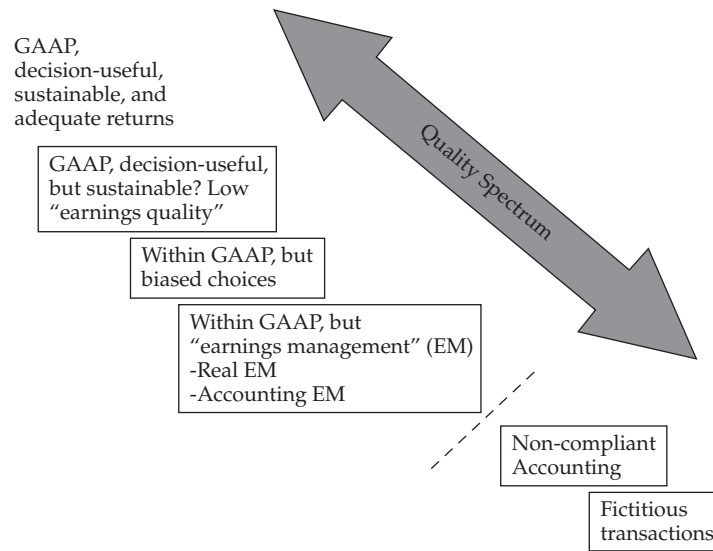 GAAP,
decision-useful,
sustainable, and
adequate returns
GAAP, decision-useful,
but sustainable? Low
“earnings quality”
Within GAAP, but
biased choices
Within GAAP, but
“earnings management” (EM)
-Real EM
-Accounting EM
Quality Spectrum
Non-compliant
Accounting
Fictitious
transactions